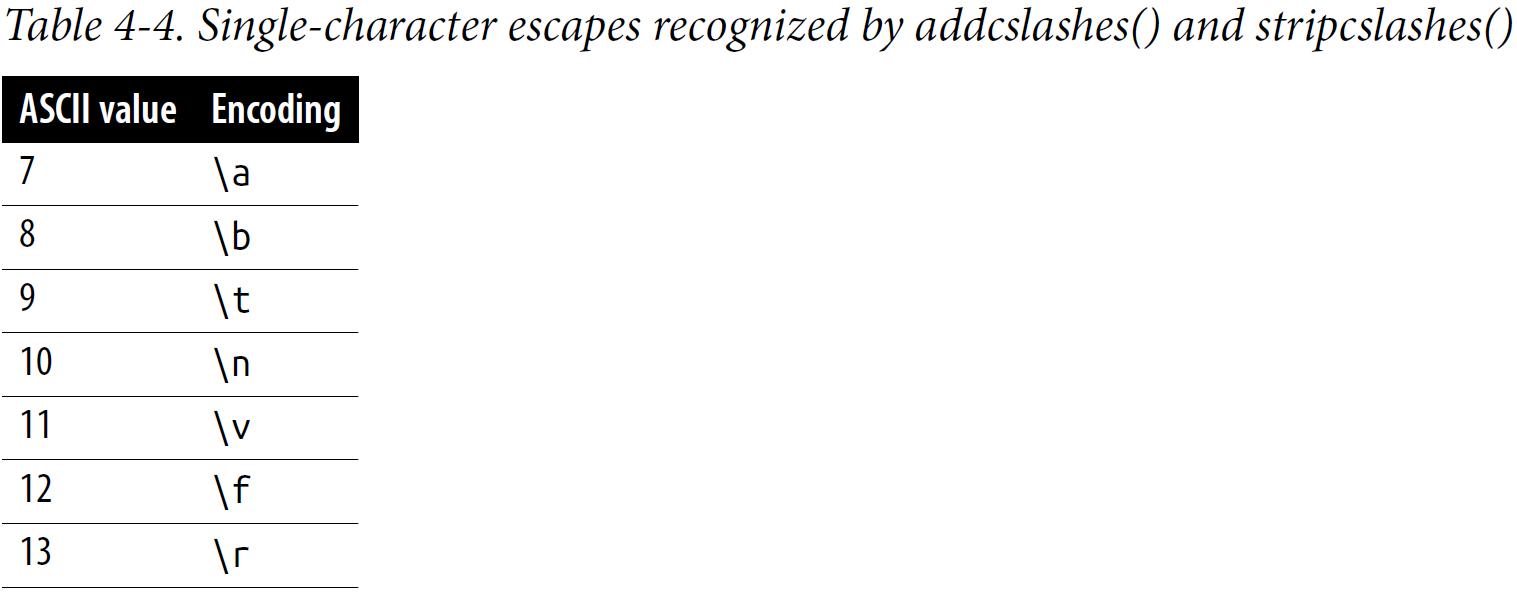 Table 4-4. Single-character escapes recognized by addcslashes() and stripcslashes()
ASCII value Encoding
7 \a
8 \b
9 \t
10 \n
11 \v
12 \f
13 \r